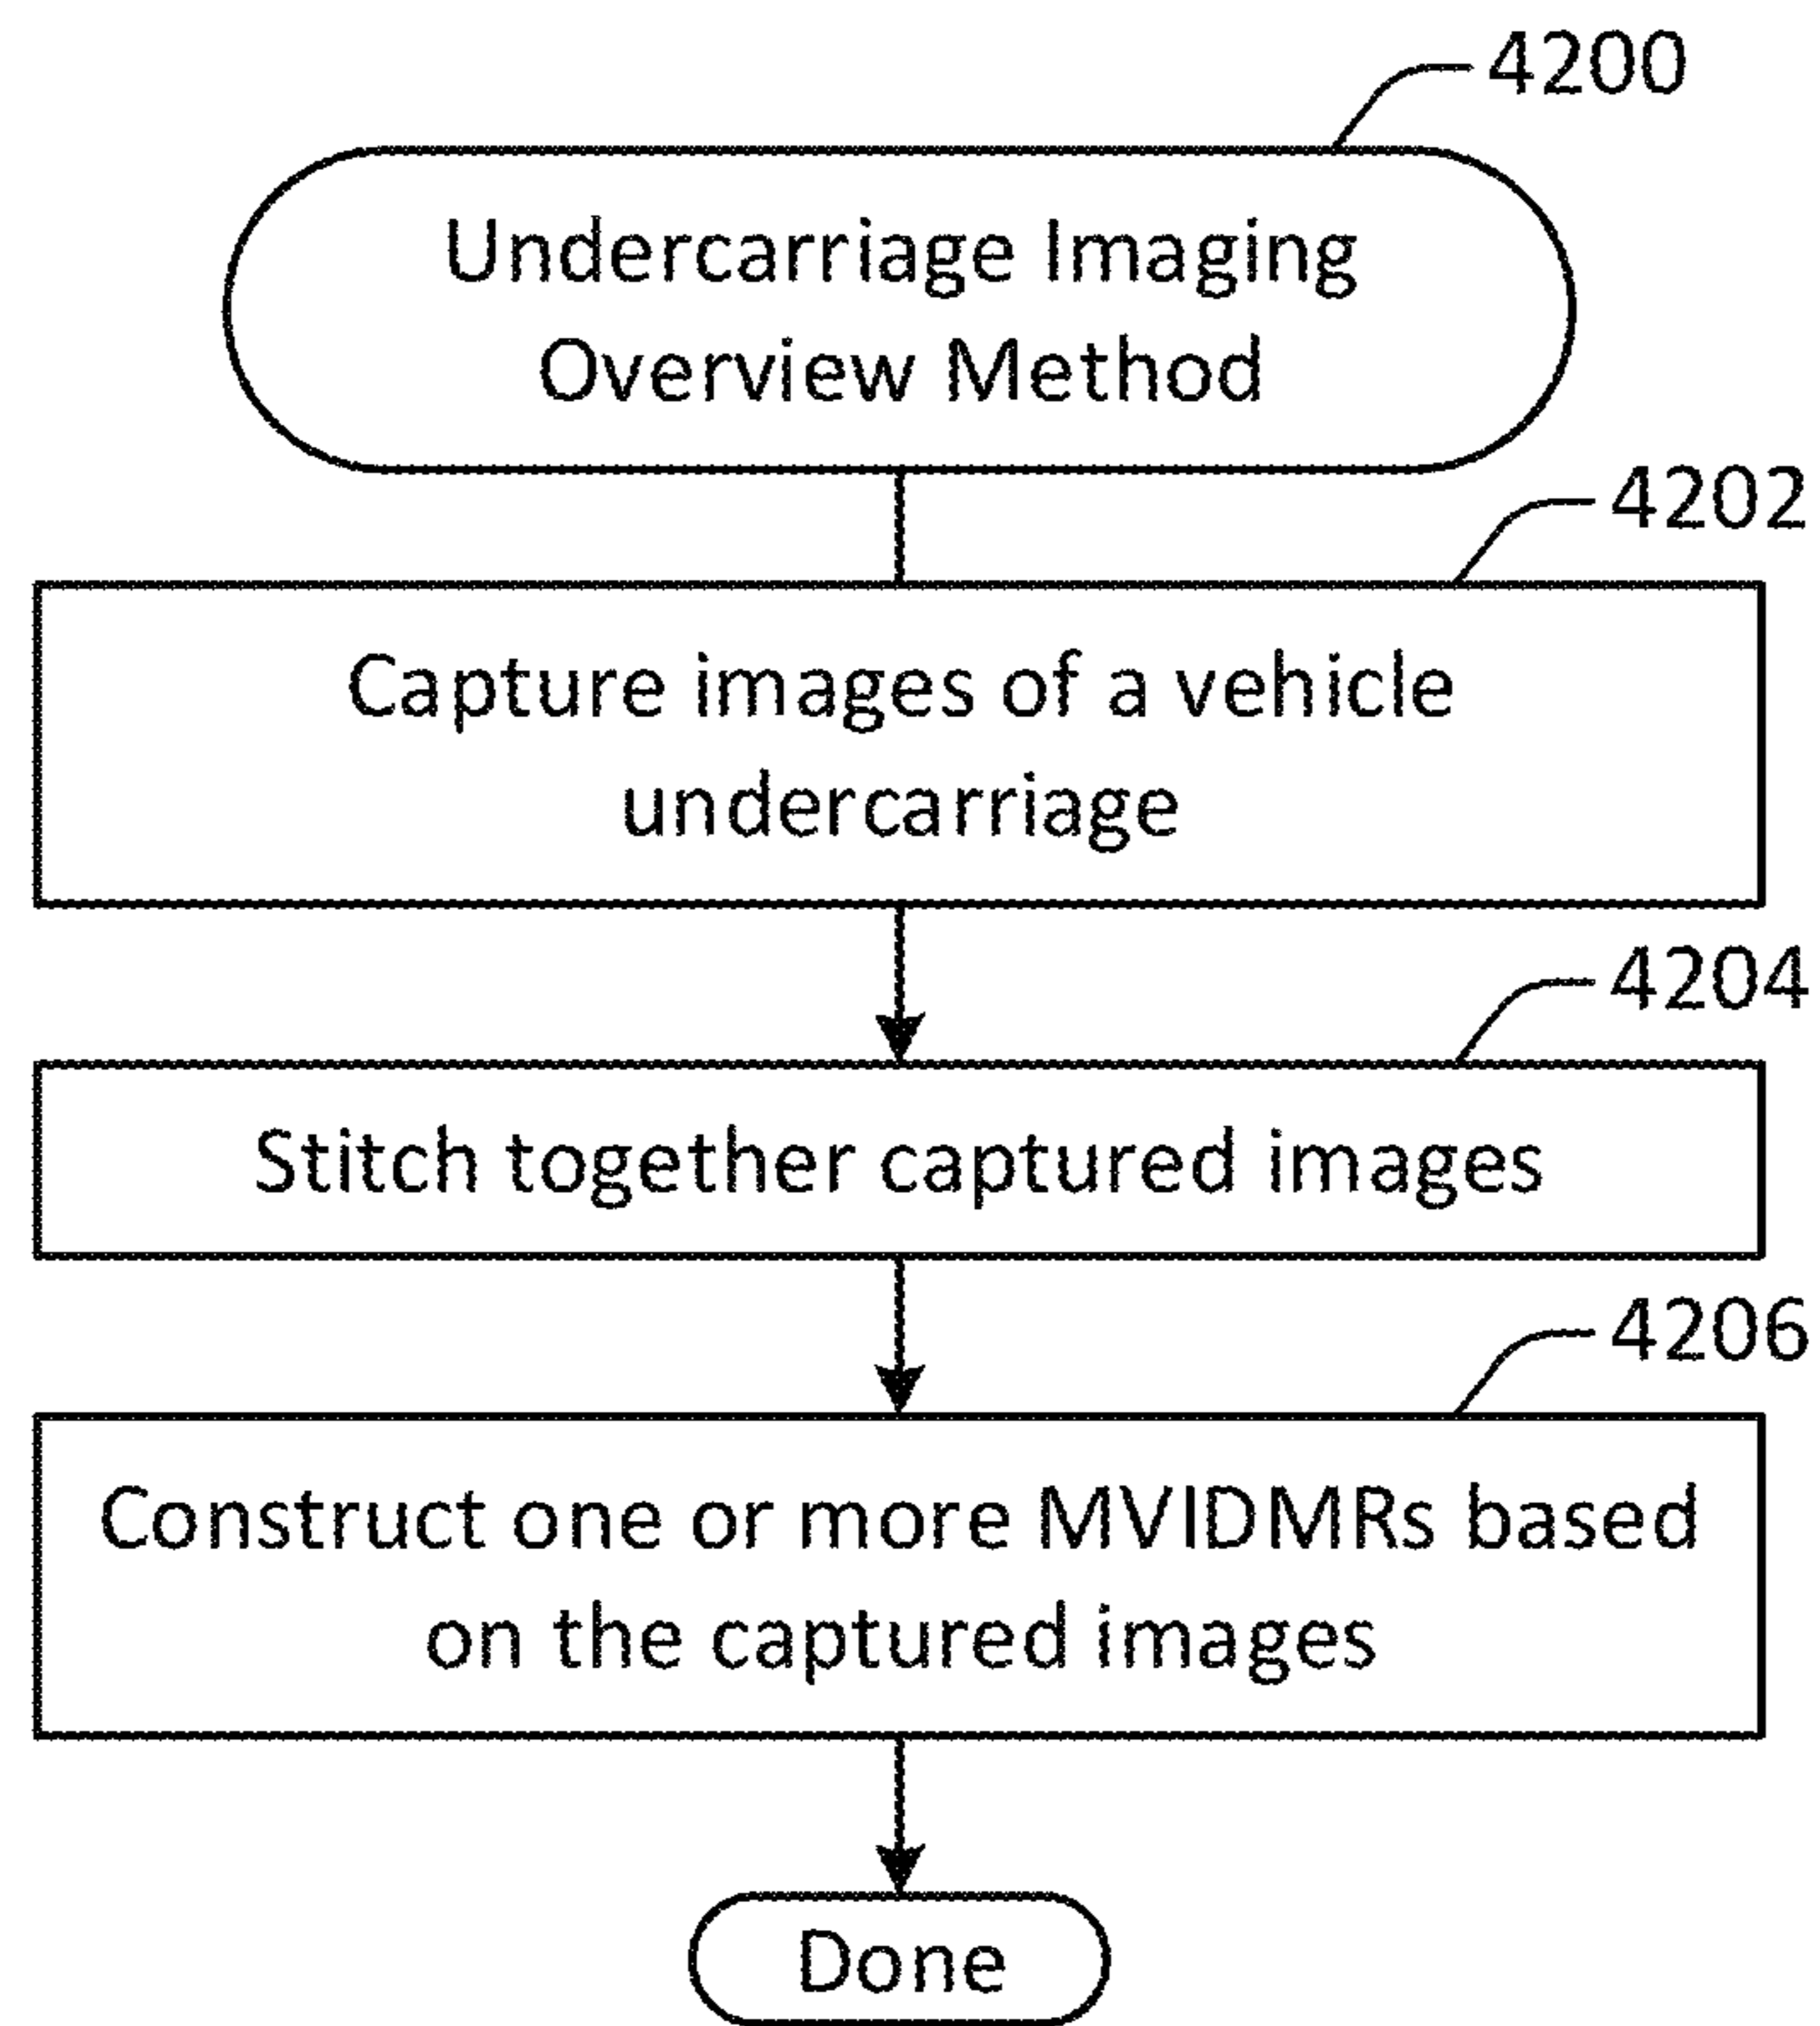 4200
Undercarriage Imaging
Overview Method
4202
Capture images of a vehicle
undercarriage
4204
Stitch together captured images
4206
Construct one or more MVIDMRs based
on the captured images
Done